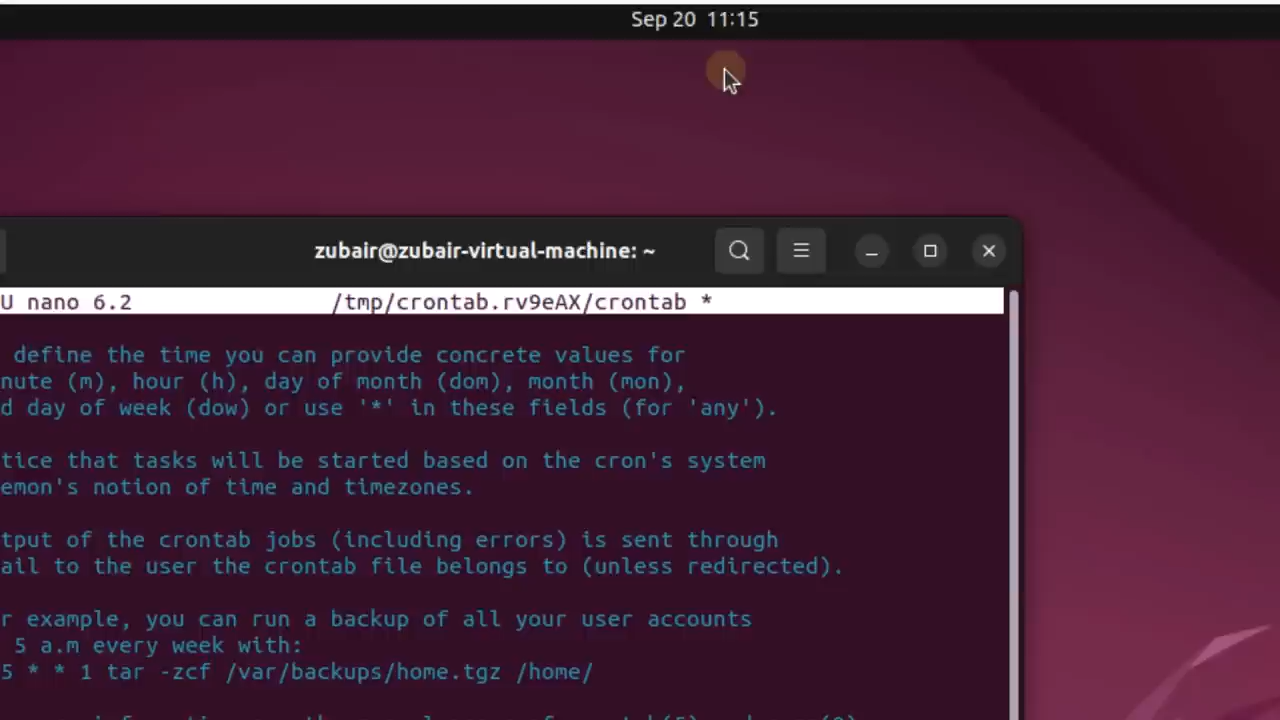 Sep 20 11:15
zubair@zubair-virtual-machine: ~
U nano 6.2 /tmp/crontab.rv9eAX/crontab *
define the time you can provide concrete values for
nute (m), hour (h), day of month (dom), month (mon),
d day of week (dow) or use '*' in these fields (for 'any').
tice that tasks will be started based on the cron's system
emon's notion of time and timezones.
tput of the crontab jobs (including errors) is sent through
ail to the user the crontab file belongs to (unless redirected).
r example, you can run a backup of all your user accounts
5 a.m every week with:
5 * * 1 tar -zcf /var/backups/home.tgz /home/